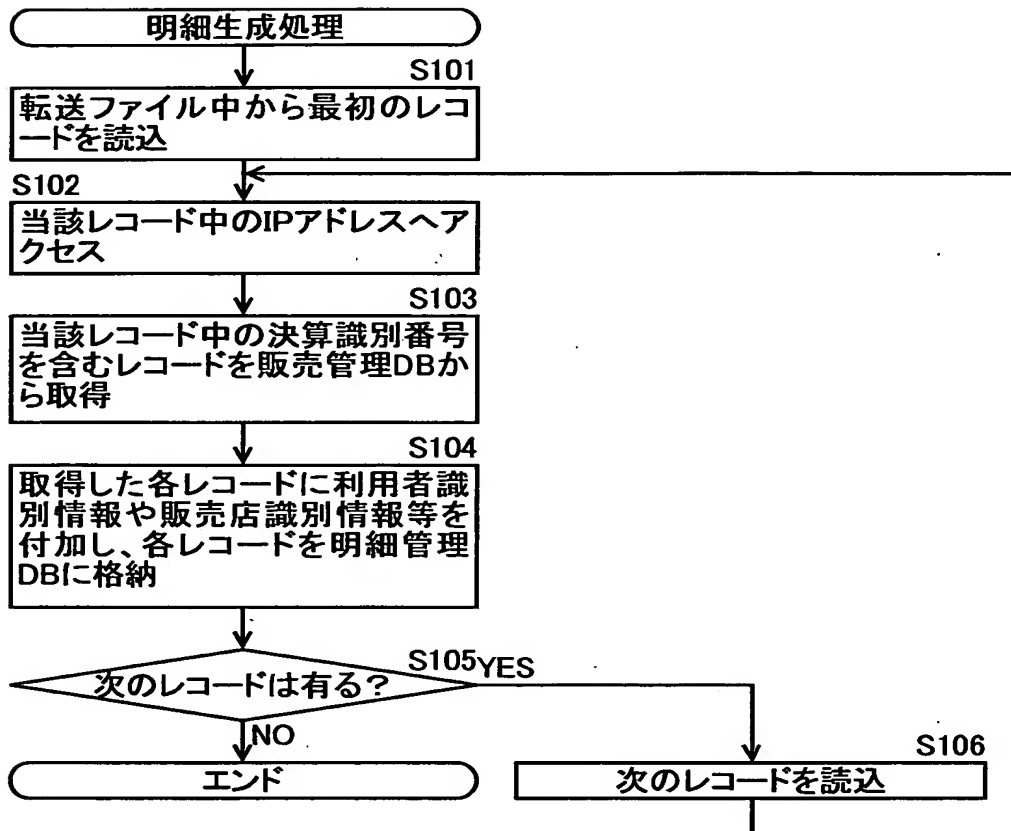 明細生成処理
S101
転送ファイル中から最初のレコ
ードを読込
S102
当該レコード中のIPアドレスへア
クセス
S103
当該レコード中の決算識別番号
を含むレコードを販売管理DBか
ら取得
S104
取得した各レコードに利用者識
別情報や販売店識別情報等を
付加し、各レコードを明細管理
DBに格納
S105
次のレコードは有る?
YES
NO
エンド
S106
次のレコードを読込